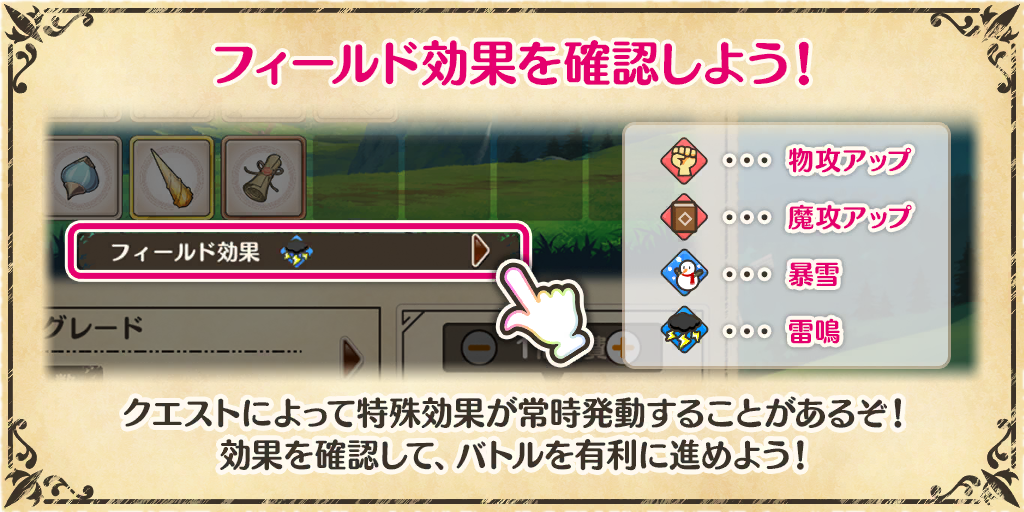 フィールド効果を確認しよう!
・・・ 物攻アップ
・・・ 魔攻アップ
・・・ 暴雪
・・・ 雷鳴
フィールド効果
グレード
クエストによって特殊効果が常時発動することがあるぞ!
効果を確認して、バトルを有利に進めよう!